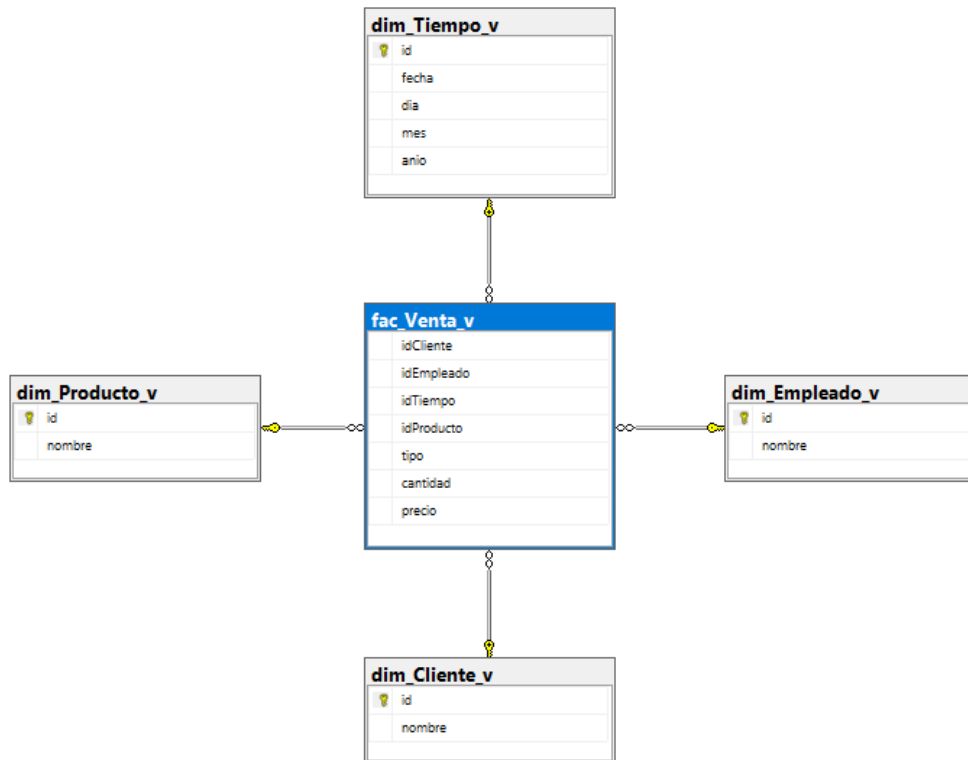 dim_Tiempo_v
id
fecha
dia
mes
anio
fac_Venta_v
idCliente
idEmpleado
idTiempo
idProducto
tipo
cantidad
precio
dim_Producto_v
id
nombre
dim_Empleado_v
id
nombre
dim_Cliente_v
id
nombre